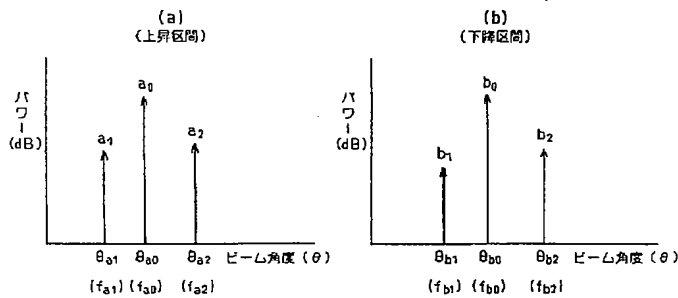 (a)
(上昇区間)
パワー
(dB)
a1
a0
a2
θa1 θa0 θa2 ビーム角度(θ)
(fa1) (fa0) (fa2)
(b)
(下降区間)
パワー
(dB)
b1
b0
b2
θb1 θb0 θb2 ビーム角度(θ)
(fb1) (fb0) (fb2)